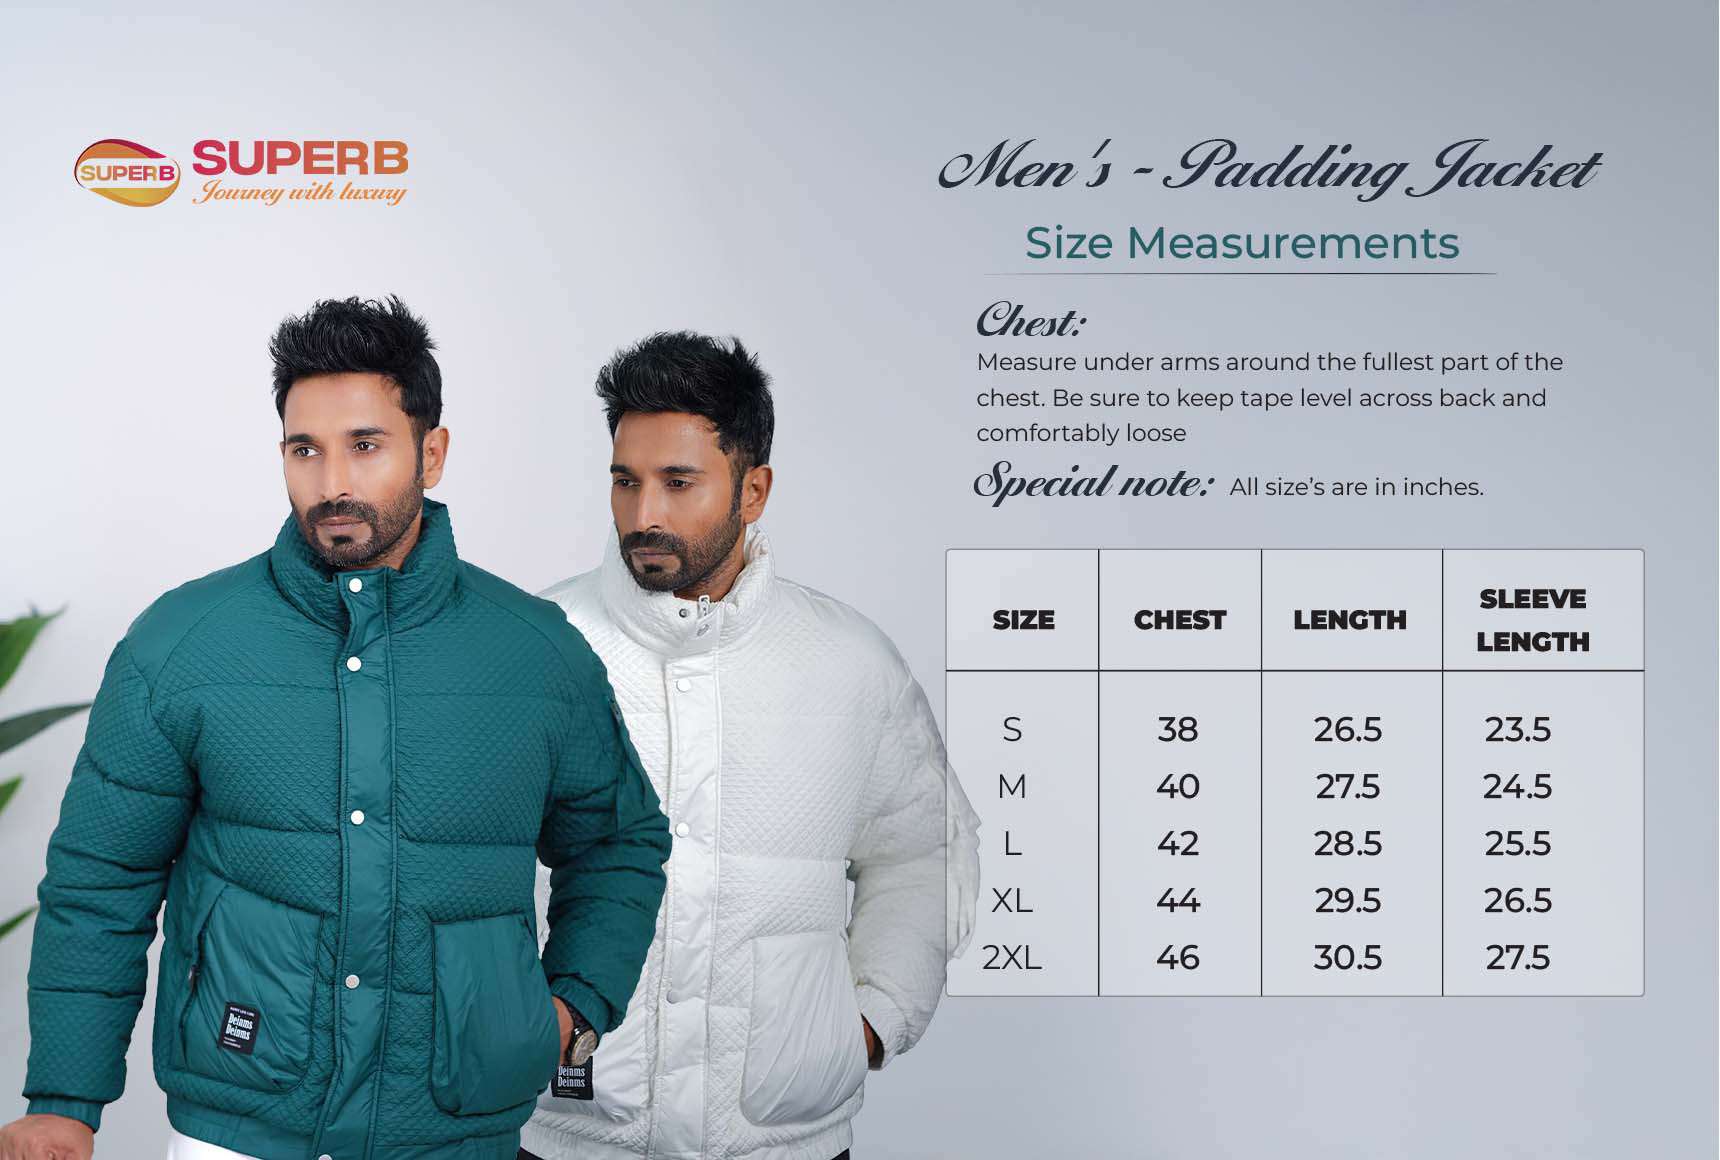 SUPERB
SUPERB
Journey with luxury
Men's - Padding Jacket
Size Measurements
Chest:
Measure under arms around the fullest part of the
chest. Be sure to keep tape level across back and
comfortably loose
Special note: All size's are in inches.
SIZE CHEST LENGTH SLEEVE LENGTH
S 38 26.5 23.5
M 40 27.5 24.5
L 42 28.5 25.5
XL 44 29.5 26.5
2XL 46 30.5 27.5
Deinms
Deinms
Deinms
Deinms